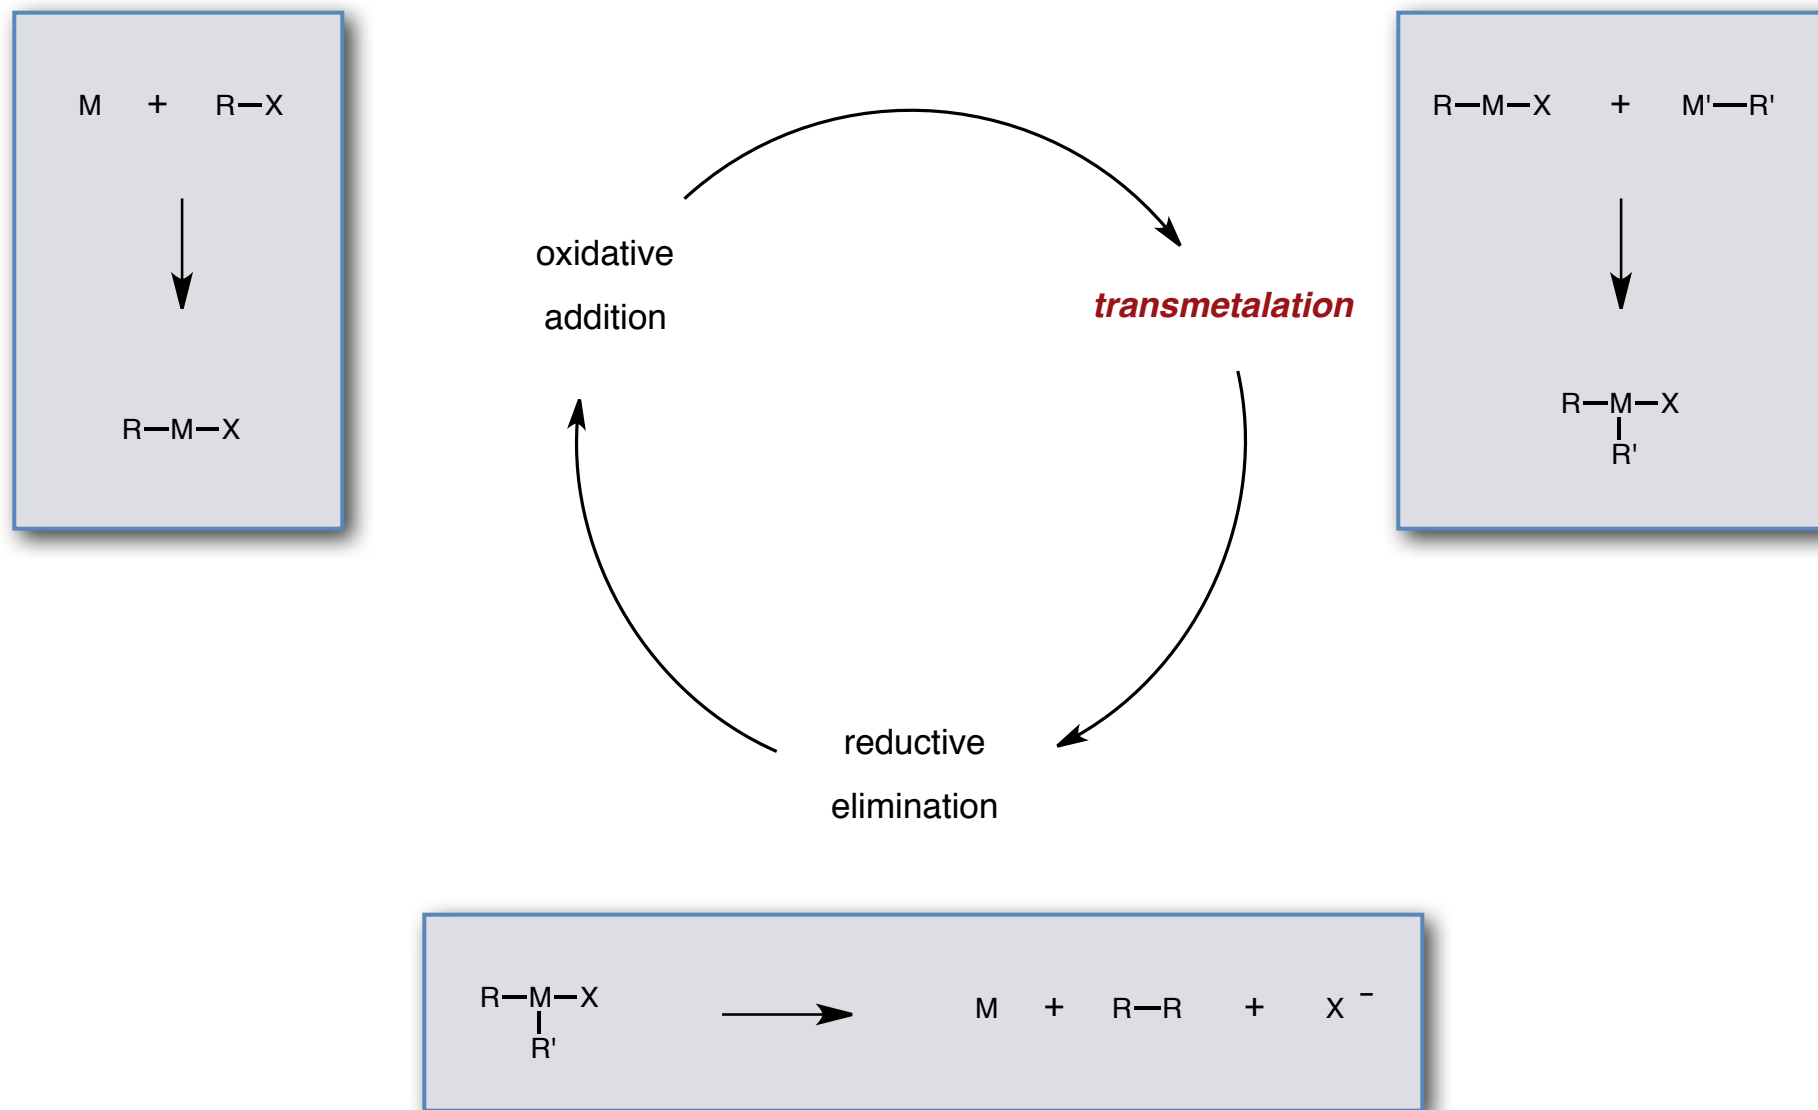 M + R–X
R–M–X
oxidative
addition
transmetalation
R–M–X + M'–R'
R–M–X
R'
reductive
elimination
R–M–X
R'
M + R–R + X –